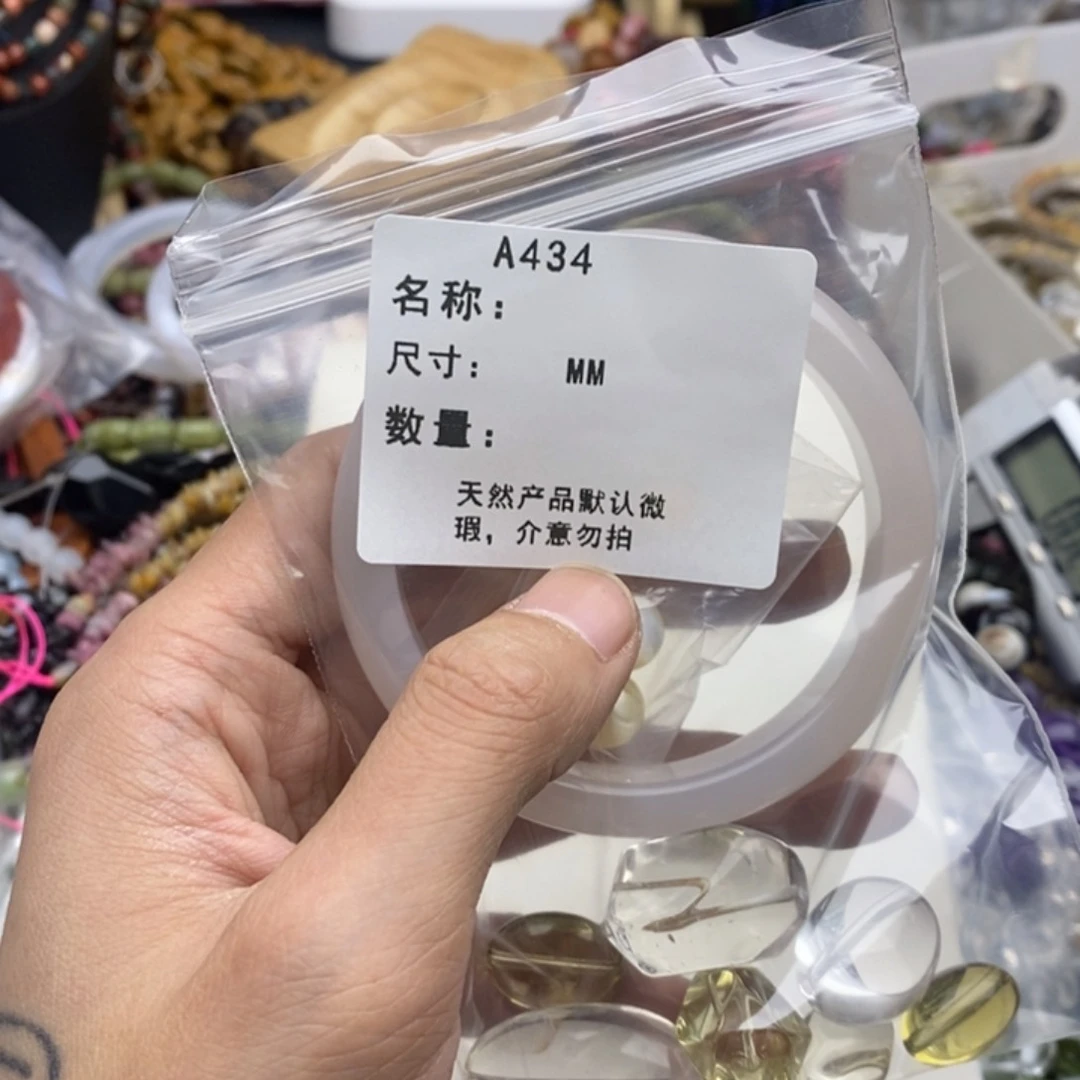 A434
名称：
尺寸： MM
数量：
天然产品默认微
瑕，介意勿拍